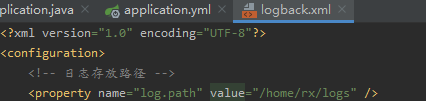 plication.java application.yml logback.xml
<?xml version="1.0" encoding="UTF-8"?>
<configuration>
<!-- 日志存放路径 -->
<property name="log.path" value="/home/rx/logs" />